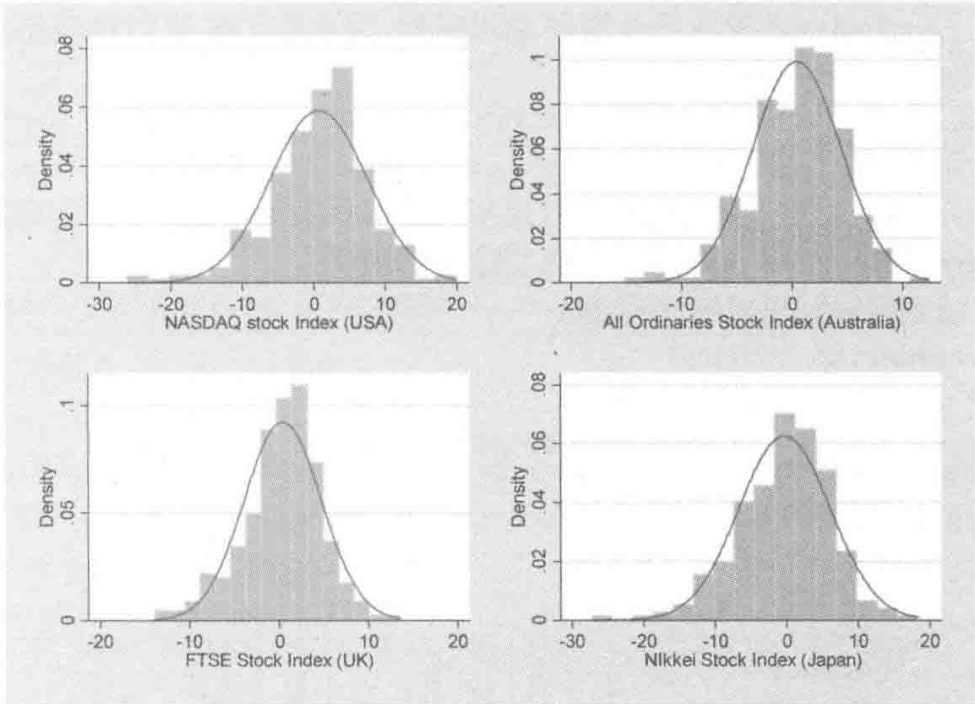 .08
.06
.04
.02
0
Density
-30 -20 -10 0 10 20
NASDAQ stock Index (USA)
.1
.08
.06
.04
.02
0
Density
-20 -10 0 10
All Ordinaries Stock Index (Australia)
.1
.05
0
Density
-20 -10 0 10 20
FTSE Stock Index (UK)
.08
.06
.04
.02
0
Density
-30 -20 -10 0 10 20
NIkkei Stock Index (Japan)